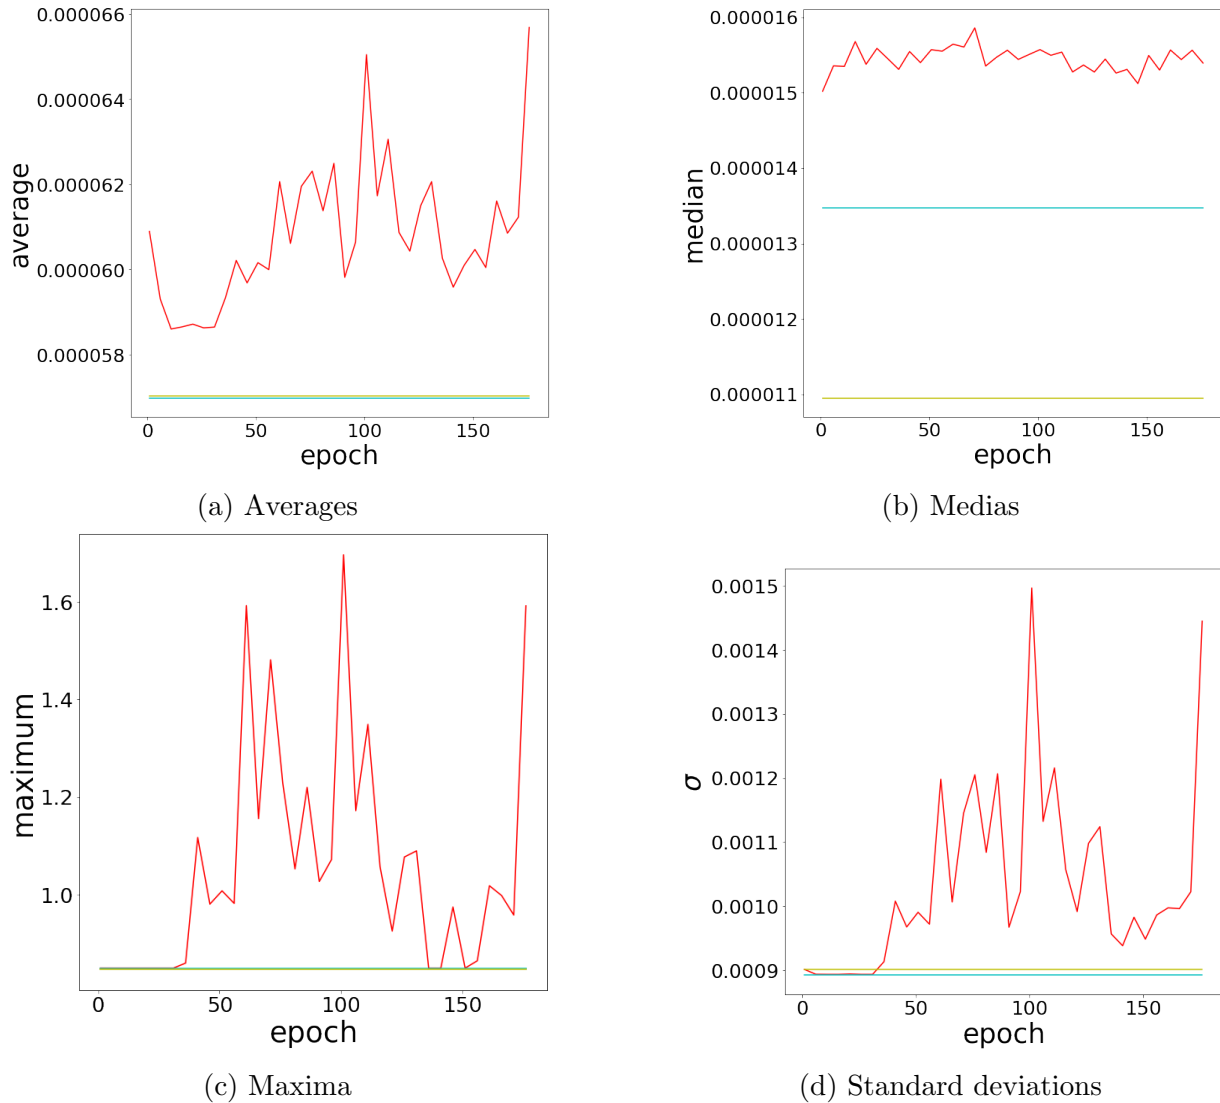 0.000066
0.000064
0.000062
0.000060
0.000058
average
0 50 100 150
epoch
(a) Averages
0.000016
0.000015
0.000014
0.000013
0.000012
0.000011
median
0 50 100 150
epoch
(b) Medias
1.6
1.4
1.2
1.0
maximum
0 50 100 150
epoch
(c) Maxima
0.0015
0.0014
0.0013
0.0012
0.0011
0.0010
0.0009
σ
0 50 100 150
epoch
(d) Standard deviations